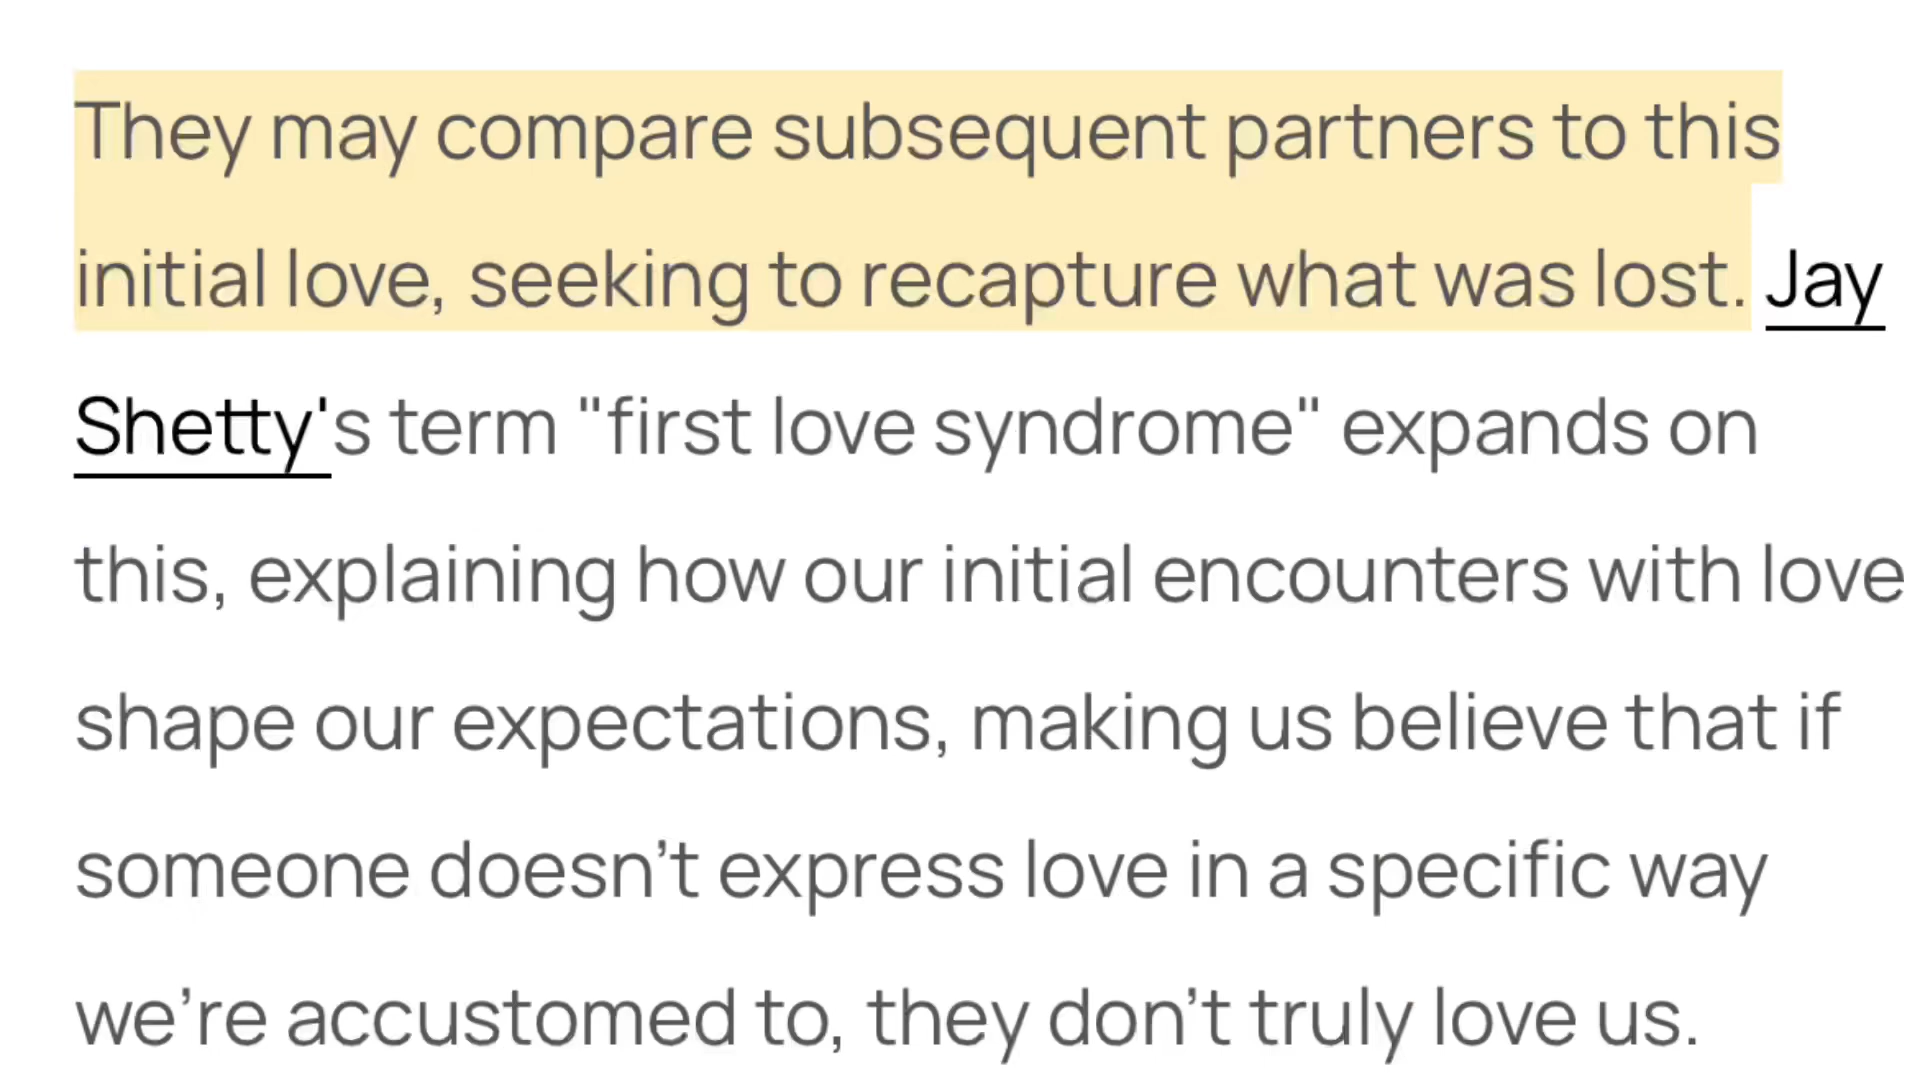 They may compare subsequent partners to this
initial love, seeking to recapture what was lost. Jay
Shetty's term "first love syndrome" expands on
this, explaining how our initial encounters with love
shape our expectations, making us believe that if
someone doesn’t express love in a specific way
we’re accustomed to, they don’t truly love us.